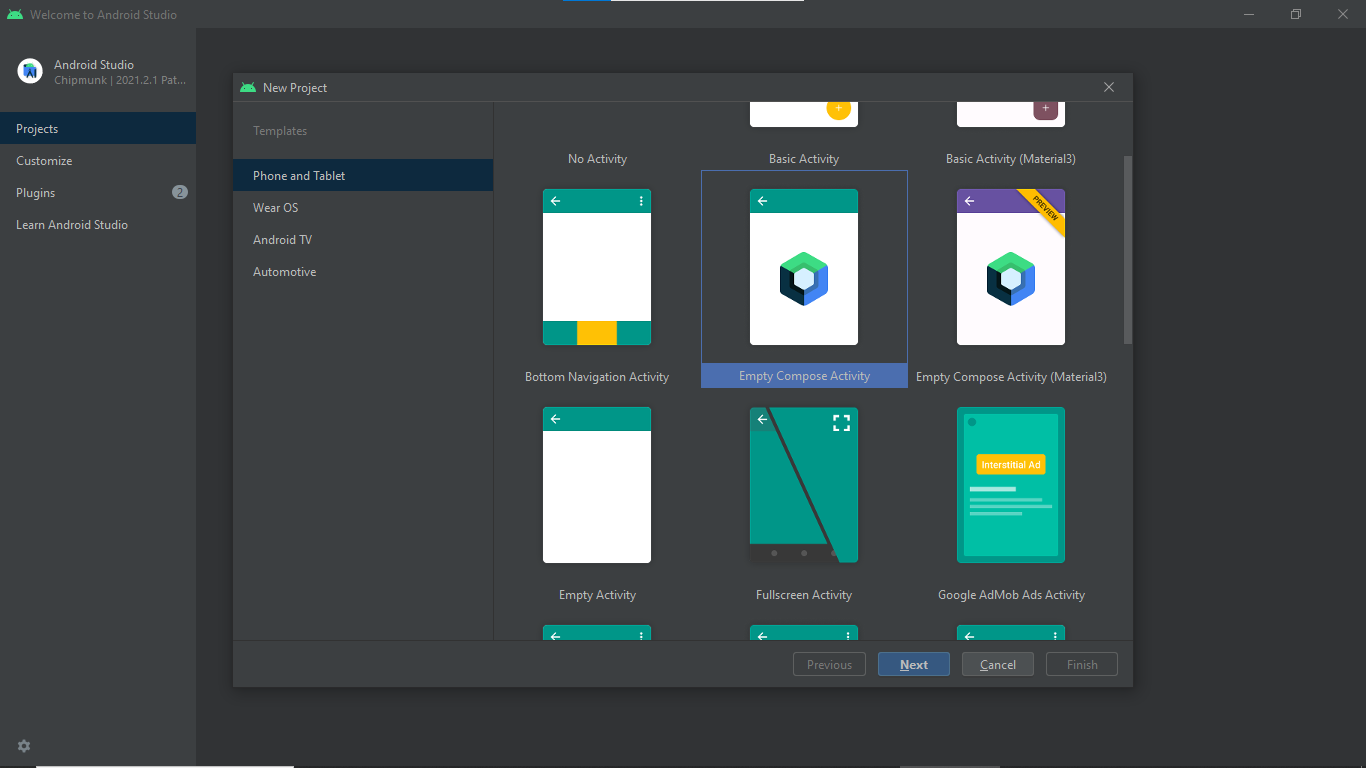 Welcome to Android Studio
Android Studio
Chipmunk | 2021.2.1 Pat...
Projects
Customize
Plugins
2
Learn Android Studio
New Project
Templates
Phone and Tablet
Wear OS
Android TV
Automotive
No Activity
Basic Activity
Basic Activity (Material3)
PREVIEW
Bottom Navigation Activity
Empty Compose Activity
Empty Compose Activity (Material3)
Interstitial Ad
Empty Activity
Fullscreen Activity
Google AdMob Ads Activity
Previous
Next
Cancel
Finish